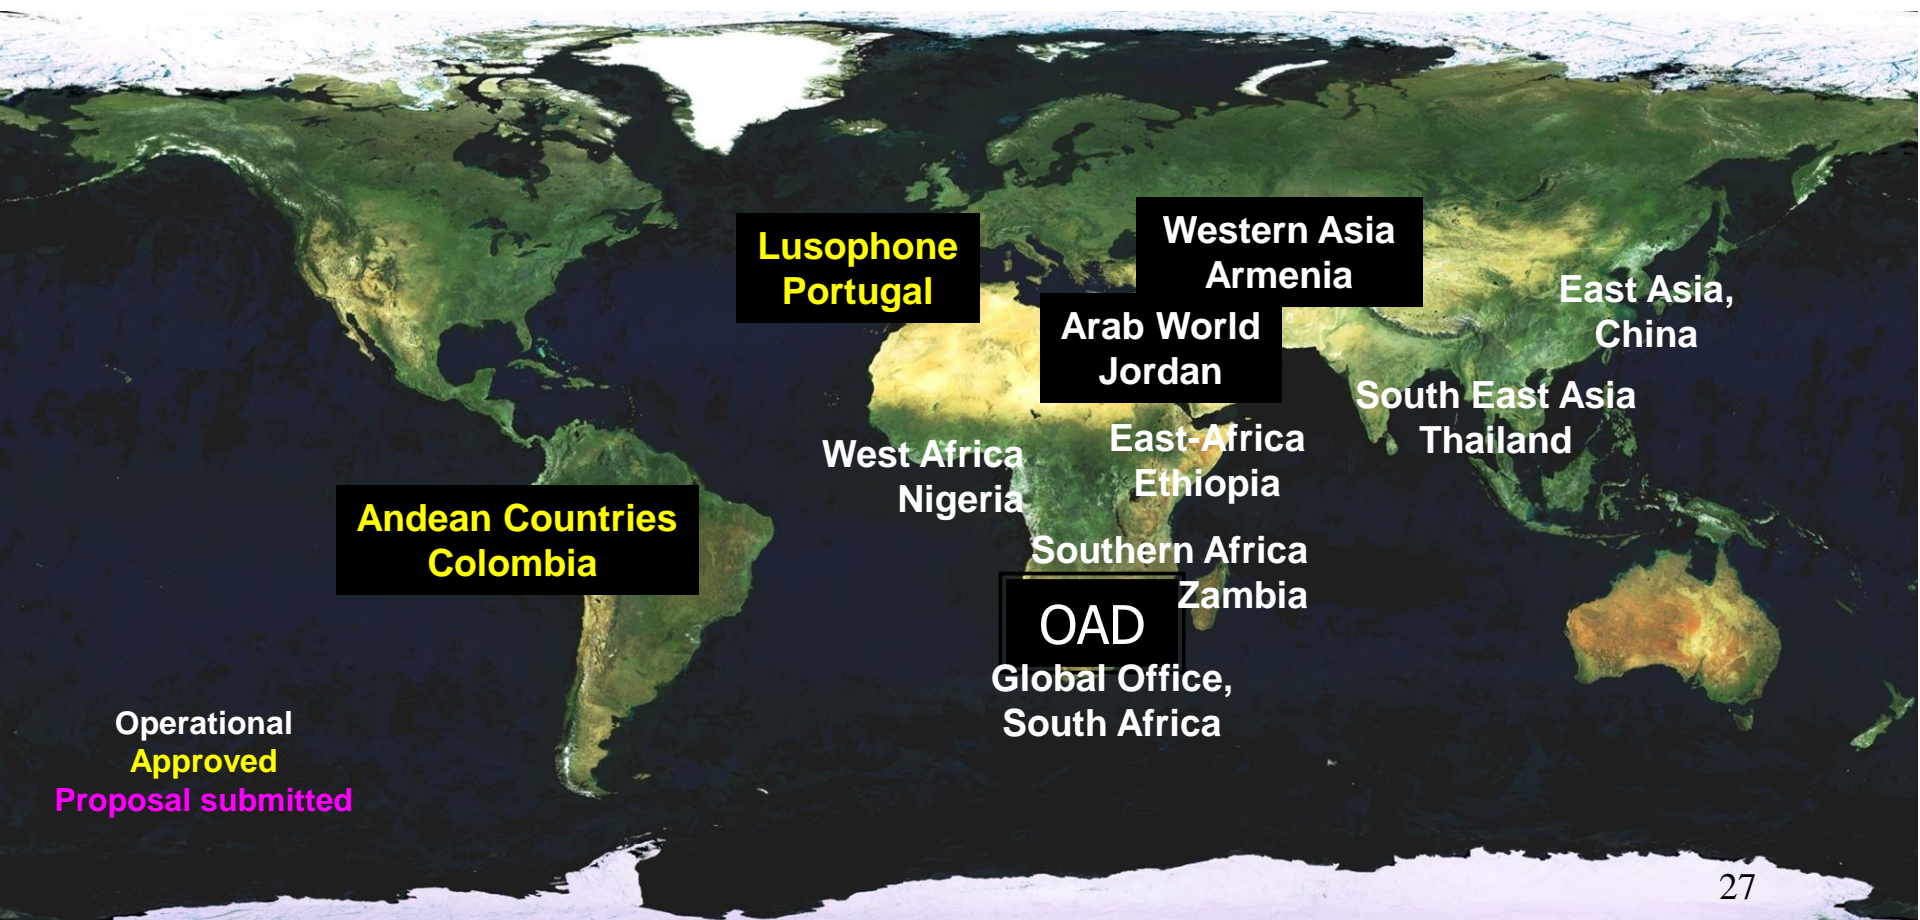 Lusophone
Portugal
Western Asia
Armenia
East Asia,
China
Arab World
Jordan
South East Asia
Thailand
West Africa
Nigeria
East-Africa
Ethiopia
Andean Countries
Colombia
Southern Africa
Zambia
OAD
Global Office,
South Africa
Operational
Approved
Proposal submitted
27